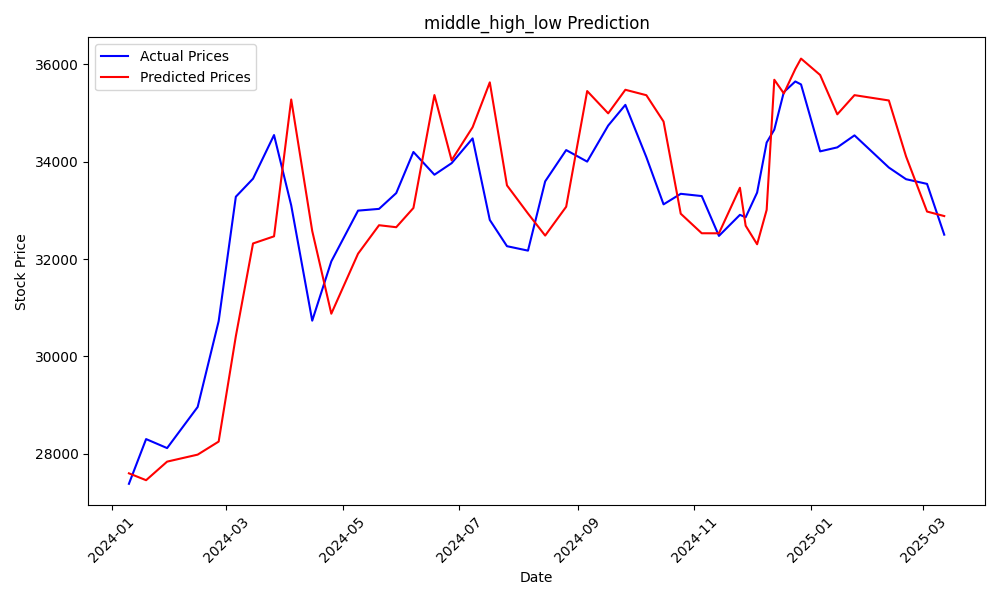 middle_high_low Prediction
Actual Prices
Predicted Prices
Stock Price
36000
34000
32000
30000
28000
2024-01
2024-03
2024-05
2024-07
2024-09
2024-11
2025-01
2025-03
Date